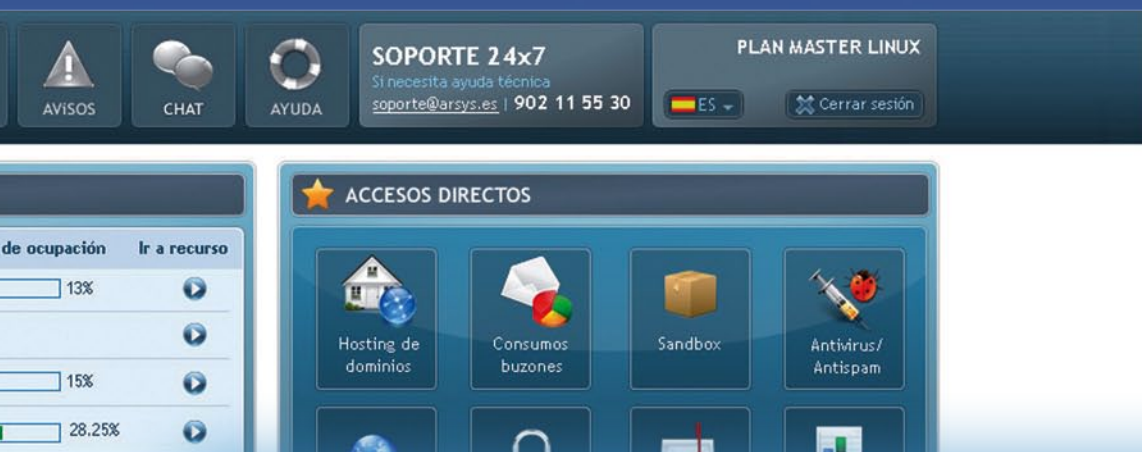 AViSOS
CHAT
AYUDA
SOPORTE 24x7
Si necesita ayuda técnica
soporte@arsys.es | 902 11 55 30
PLAN MASTER LINUX
ES
Cerrar sesión
de ocupación
Ir a recurso
13%
15%
28.25%
ACCESOS DIRECTOS
Hosting de
dominios
Consumos
buzones
Sandbox
Antivirus/
Antispam